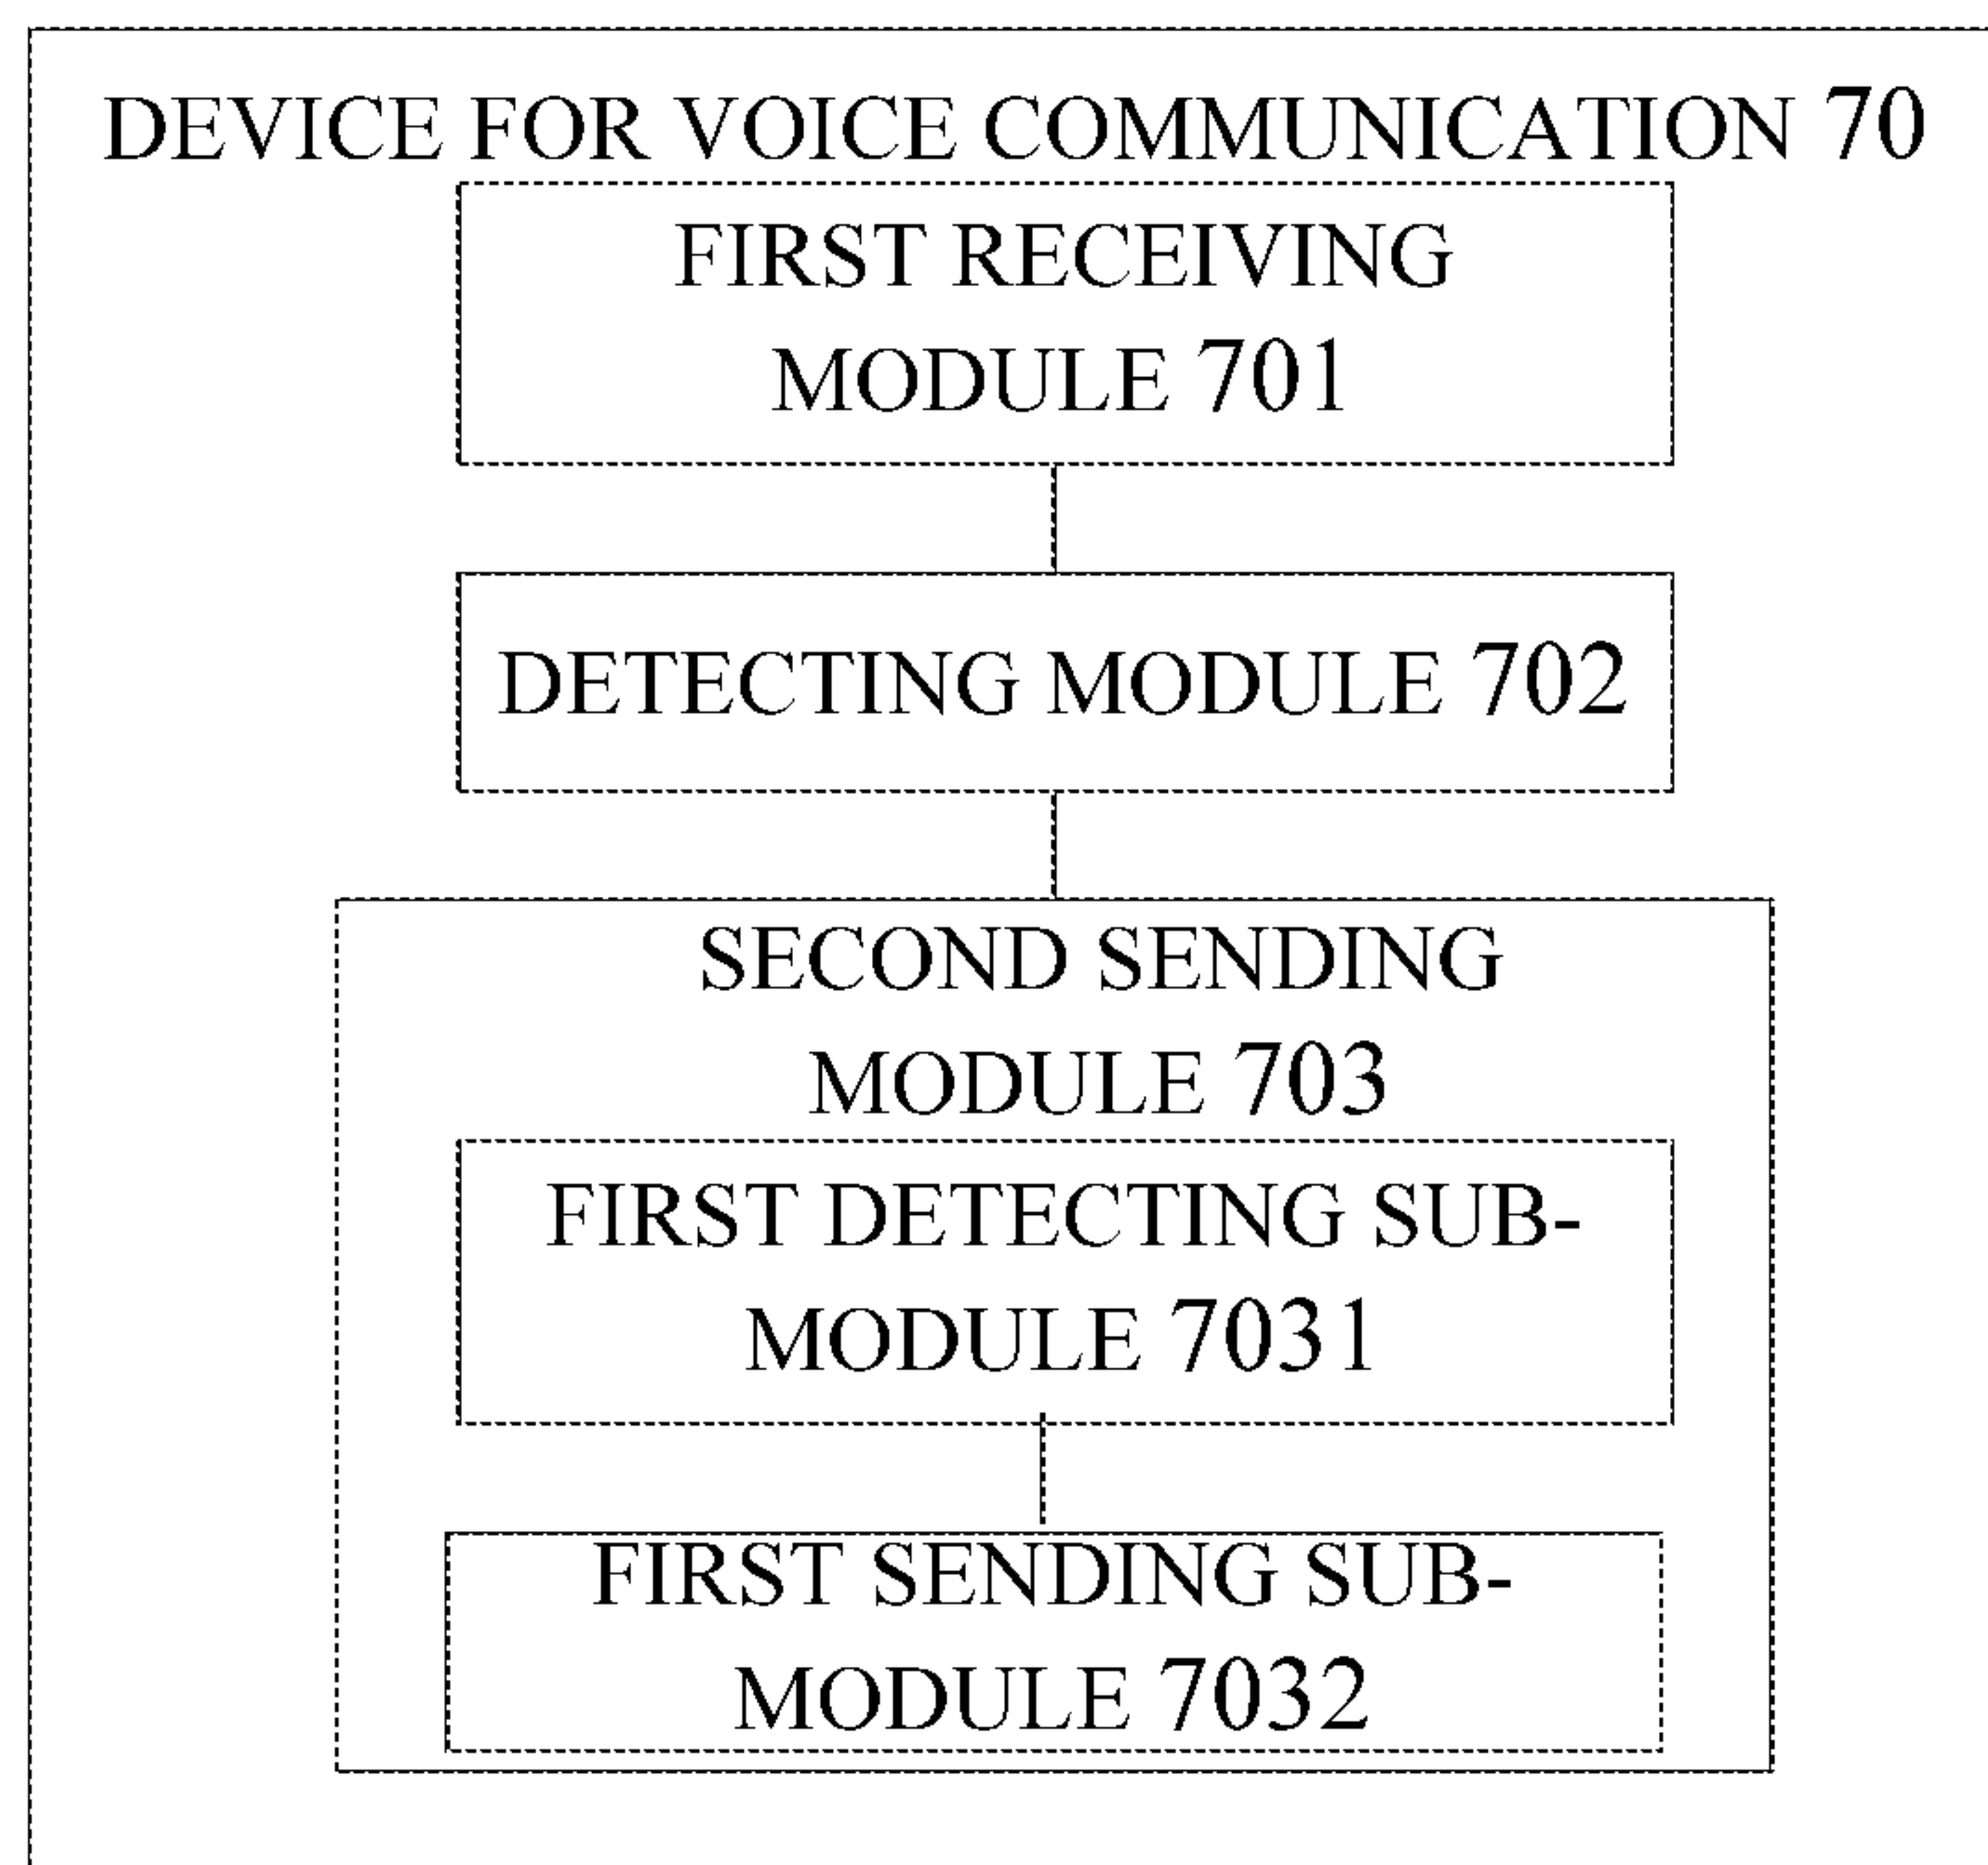 DEVICE FOR VOICE COMMUNICATION 70
FIRST RECEIVING
MODULE 701
DETECTING MODULE 702
SECOND SENDING
MODULE 703
FIRST DETECTING SUB-
MODULE 7031
FIRST SENDING SUB-
MODULE 7032